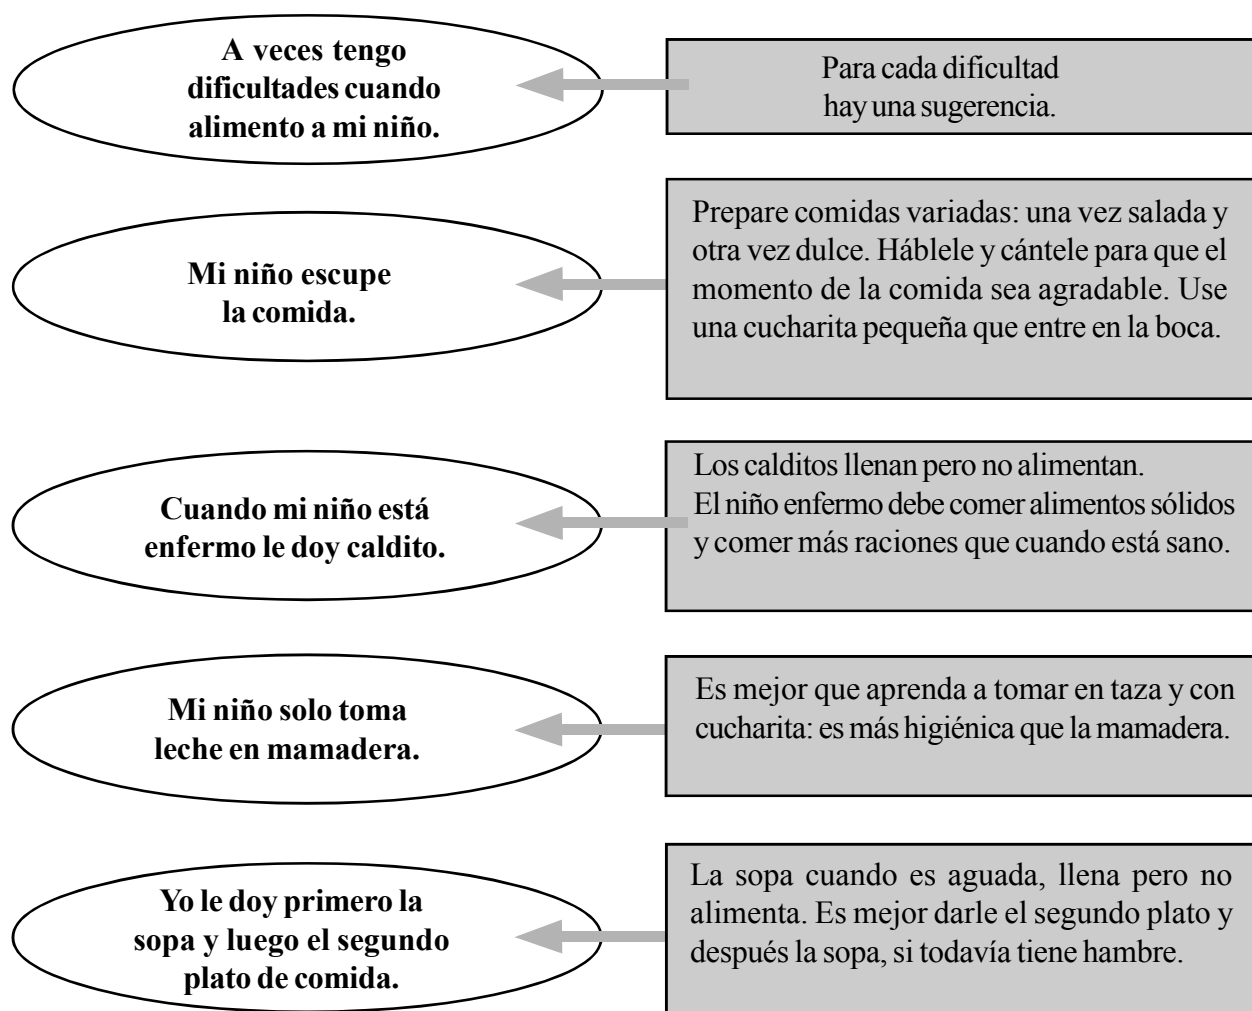 A veces tengo
dificultades cuando
alimento a mi niño.
Para cada dificultad
hay una sugerencia.
Mi niño escupe
la comida.
Prepare comidas variadas: una vez salada y
otra vez dulce. Háblele y cántele para que el
momento de la comida sea agradable. Use
una cucharita pequeña que entre en la boca.
Cuando mi niño está
enfermo le doy caldito.
Los calditos llenan pero no alimentan.
El niño enfermo debe comer alimentos sólidos
y comer más raciones que cuando está sano.
Mi niño solo toma
leche en mamadera.
Es mejor que aprenda a tomar en taza y con
cucharita: es más higiénica que la mamadera.
Yo le doy primero la
sopa y luego el segundo
plato de comida.
La sopa cuando es aguada, llena pero no
alimenta. Es mejor darle el segundo plato y
después la sopa, si todavía tiene hambre.